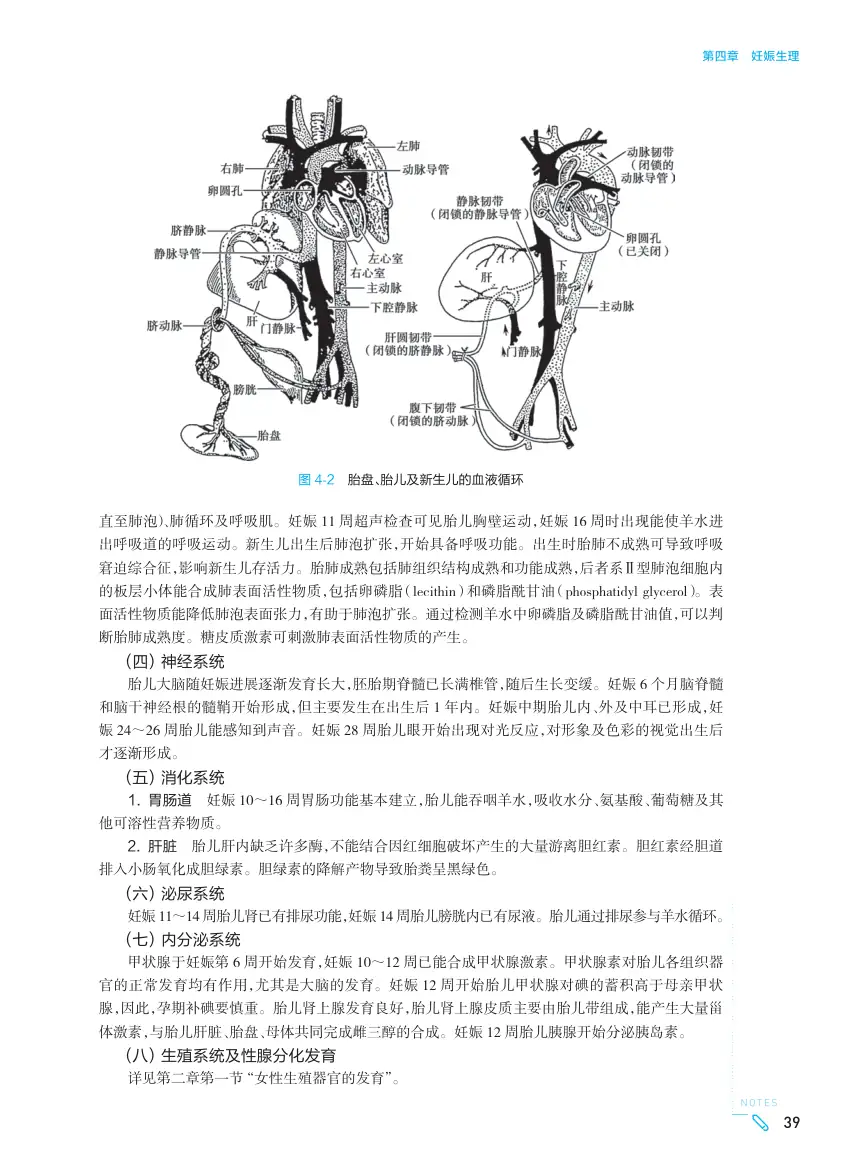 第四章 妊娠生理
左肺
右肺
动脉导管
卵圆孔
脐静脉
静脉导管
左心室
右心室
主动脉
下腔静脉
肝
门静脉
脐动脉
膀胱
胎盘
动脉韧带
(闭锁的
动脉导管)
静脉韧带
(闭锁的静脉导管)
卵圆孔
(已关闭)
肝
下
腔
静
脉
主动脉
肝圆韧带
(闭锁的脐静脉)
门静脉
腹下韧带
(闭锁的脐动脉)
图 4-2 胎盘、胎儿及新生儿的血液循环
直至肺泡)、肺循环及呼吸肌。妊娠 11 周超声检查可见胎儿胸壁运动,妊娠 16 周时出现能使羊水进
出呼吸道的呼吸运动。新生儿出生后肺泡扩张,开始具备呼吸功能。出生时胎肺不成熟可导致呼吸
窘迫综合征,影响新生儿存活力。胎肺成熟包括肺组织结构成熟和功能成熟,后者系Ⅱ型肺泡细胞内
的板层小体能合成肺表面活性物质,包括卵磷脂(lecithin)和磷脂酰甘油(phosphatidyl glycerol)。表
面活性物质能降低肺泡表面张力,有助于肺泡扩张。通过检测羊水中卵磷脂及磷脂酰甘油值,可以判
断胎肺成熟度。糖皮质激素可刺激肺表面活性物质的产生。
(四) 神经系统
胎儿大脑随妊娠进展逐渐发育长大,胚胎期脊髓已长满椎管,随后生长变缓。妊娠 6 个月脑脊髓
和脑干神经根的髓鞘开始形成,但主要发生在出生后 1 年内。妊娠中期胎儿内、外及中耳已形成,妊
娠 24～26 周胎儿能感知到声音。妊娠 28 周胎儿眼开始出现对光反应,对形象及色彩的视觉出生后
才逐渐形成。
(五) 消化系统
1. 胃肠道 妊娠 10～16 周胃肠功能基本建立,胎儿能吞咽羊水,吸收水分、氨基酸、葡萄糖及其
他可溶性营养物质。
2. 肝脏 胎儿肝内缺乏许多酶,不能结合因红细胞破坏产生的大量游离胆红素。胆红素经胆道
排入小肠氧化成胆绿素。胆绿素的降解产物导致胎粪呈黑绿色。
(六) 泌尿系统
妊娠 11～14 周胎儿肾已有排尿功能,妊娠 14 周胎儿膀胱内已有尿液。胎儿通过排尿参与羊水循环。
(七) 内分泌系统
甲状腺于妊娠第 6 周开始发育,妊娠 10～12 周已能合成甲状腺激素。甲状腺素对胎儿各组织器
官的正常发育均有作用,尤其是大脑的发育。妊娠 12 周开始胎儿甲状腺对碘的蓄积高于母亲甲状
腺,因此,孕期补碘要慎重。胎儿肾上腺发育良好,胎儿肾上腺皮质主要由胎儿带组成,能产生大量甾
体激素,与胎儿肝脏、胎盘、母体共同完成雌三醇的合成。妊娠 12 周胎儿胰腺开始分泌胰岛素。
(八) 生殖系统及性腺分化发育
详见第二章第一节“女性生殖器官的发育”。
NOTES
39